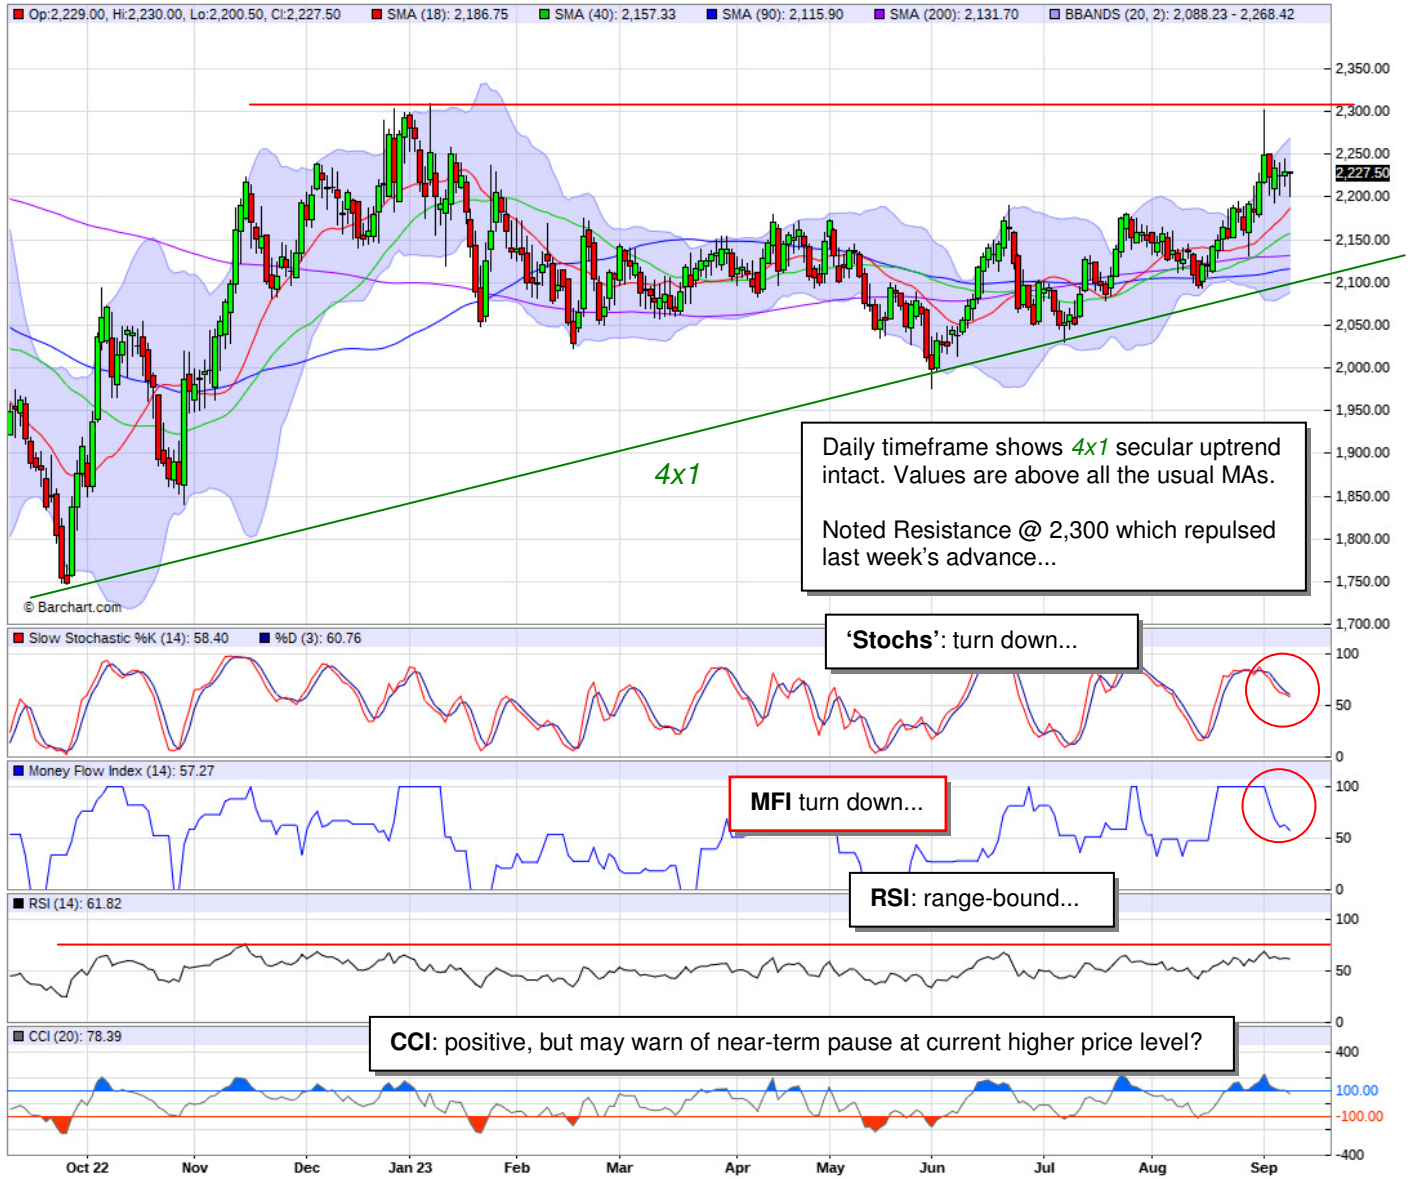 Op:2,229.00, Hi:2,230.00, Lo:2,200.50, Cl:2,227.50 SMA (18): 2,186.75 SMA (40): 2,157.33 SMA (90): 2,115.90 SMA (200): 2,131.70 BBANDS (20, 2): 2,088.23 - 2,268.42
2,350.00
2,300.00
2,250.00
2,227.50
2,200.00
2,150.00
2,100.00
2,050.00
2,000.00
1,950.00
1,900.00
1,850.00
1,800.00
1,750.00
1,700.00
4x1
Daily timeframe shows 4x1 secular uptrend
intact. Values are above all the usual MAs.
Noted Resistance @ 2,300 which repulsed
last week's advance...
© Barchart.com
Slow Stochastic %K (14): 58.40 %D (3): 60.76
'Stochs': turn down...
100
50
0
Money Flow Index (14): 57.27
MFI turn down...
100
50
0
RSI (14): 61.82
RSI: range-bound...
100
50
0
CCI (20): 78.39
CCI: positive, but may warn of near-term pause at current higher price level?
400
100.00
-100.00
-400
Oct 22 Nov Dec Jan 23 Feb Mar Apr May Jun Jul Aug Sep